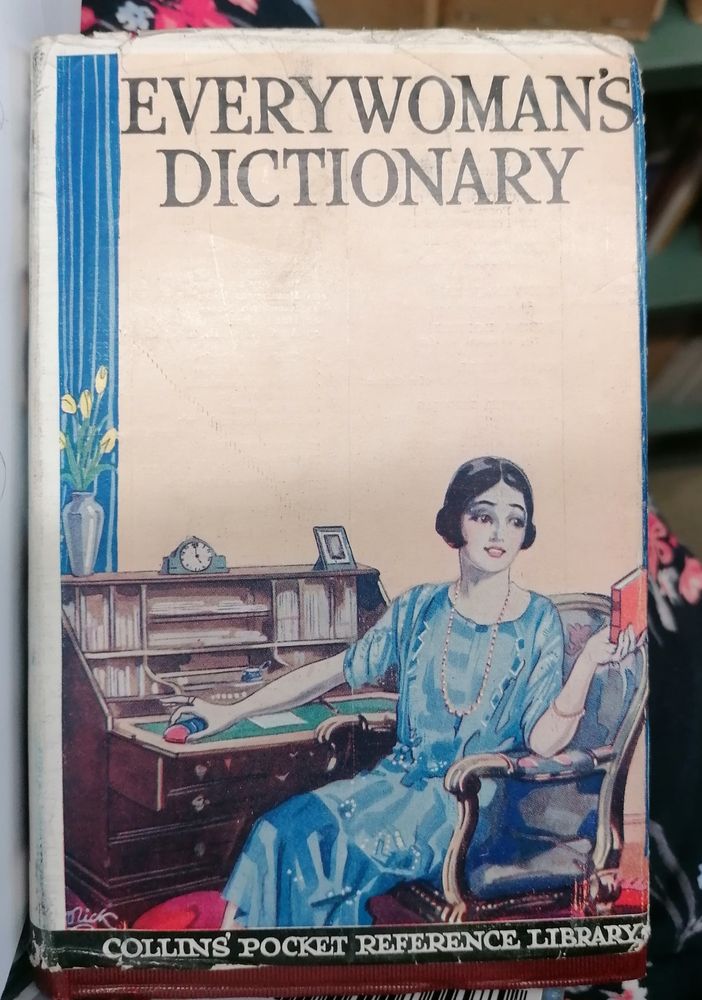 EVERYWOMAN'S
DICTIONARY
COLLINS' POCKET REFERENCE LIBRARY